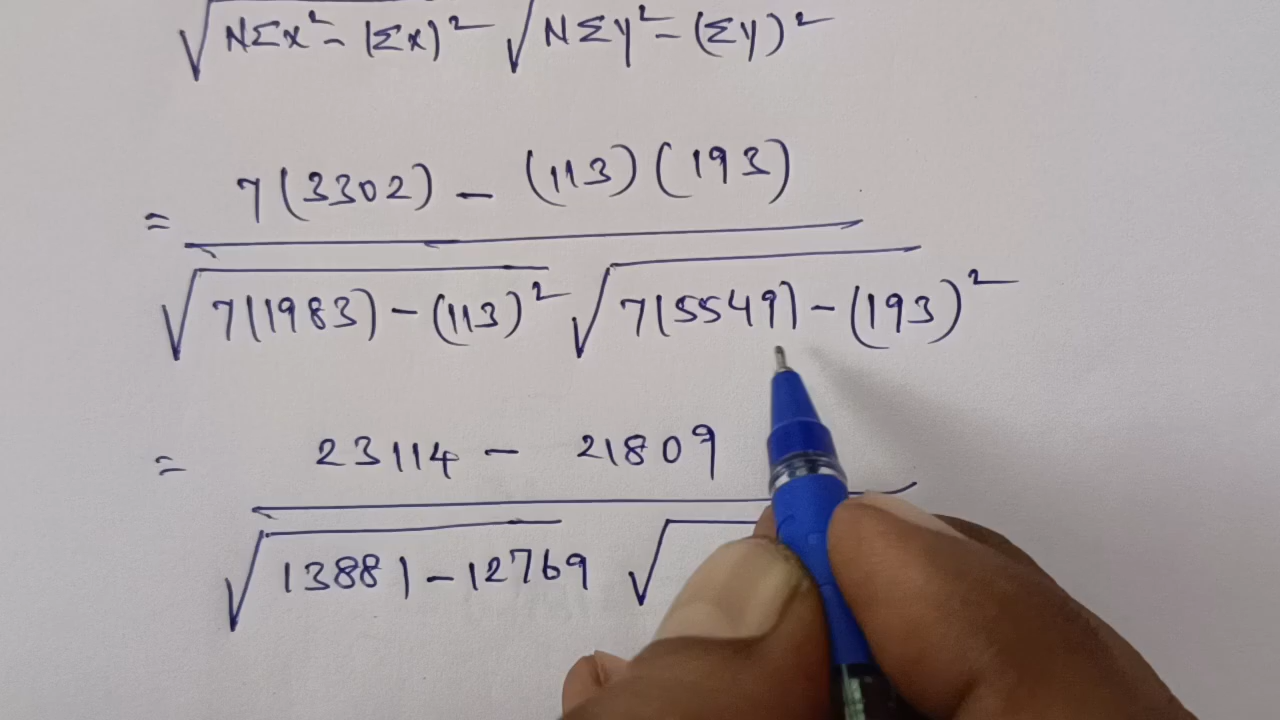 √NΣx² - (Σx)² √NΣy² - (Σy)²
= 7(3302) - (113)(193)
√7(1983) - (113)² √7(5549) - (193)²
= 23114 - 21809
√13881 - 12769 √